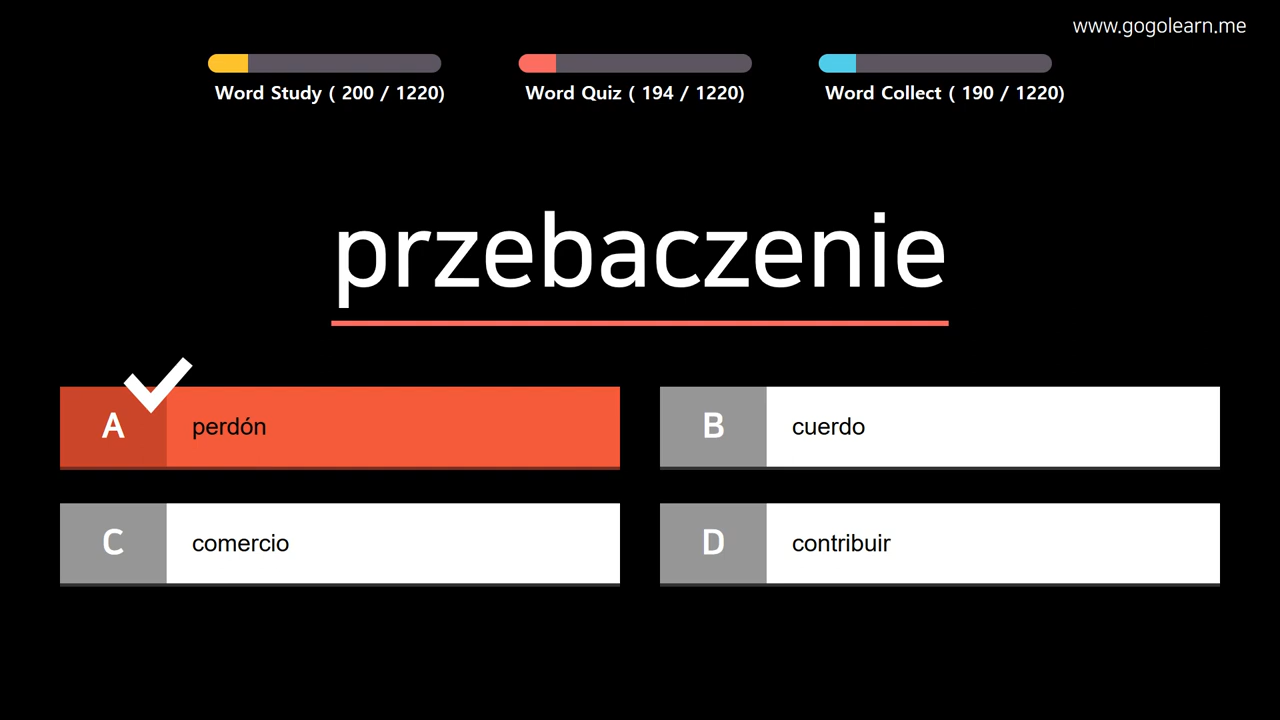 www.gogolearn.me
Word Study ( 200 / 1220)
Word Quiz ( 194 / 1220)
Word Collect ( 190 / 1220)
przebaczenie
A perdón
B cuerdo
C comercio
D contribuir